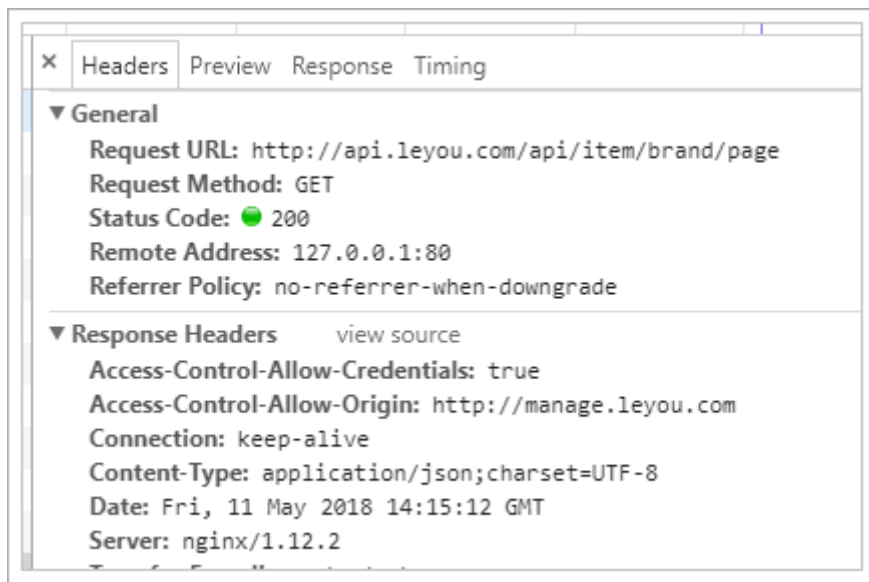 × Headers Preview Response Timing
▼ General
Request URL: http://api.leyou.com/api/item/brand/page
Request Method: GET
Status Code: 200
Remote Address: 127.0.0.1:80
Referrer Policy: no-referrer-when-downgrade
▼ Response Headers view source
Access-Control-Allow-Credentials: true
Access-Control-Allow-Origin: http://manage.leyou.com
Connection: keep-alive
Content-Type: application/json;charset=UTF-8
Date: Fri, 11 May 2018 14:15:12 GMT
Server: nginx/1.12.2